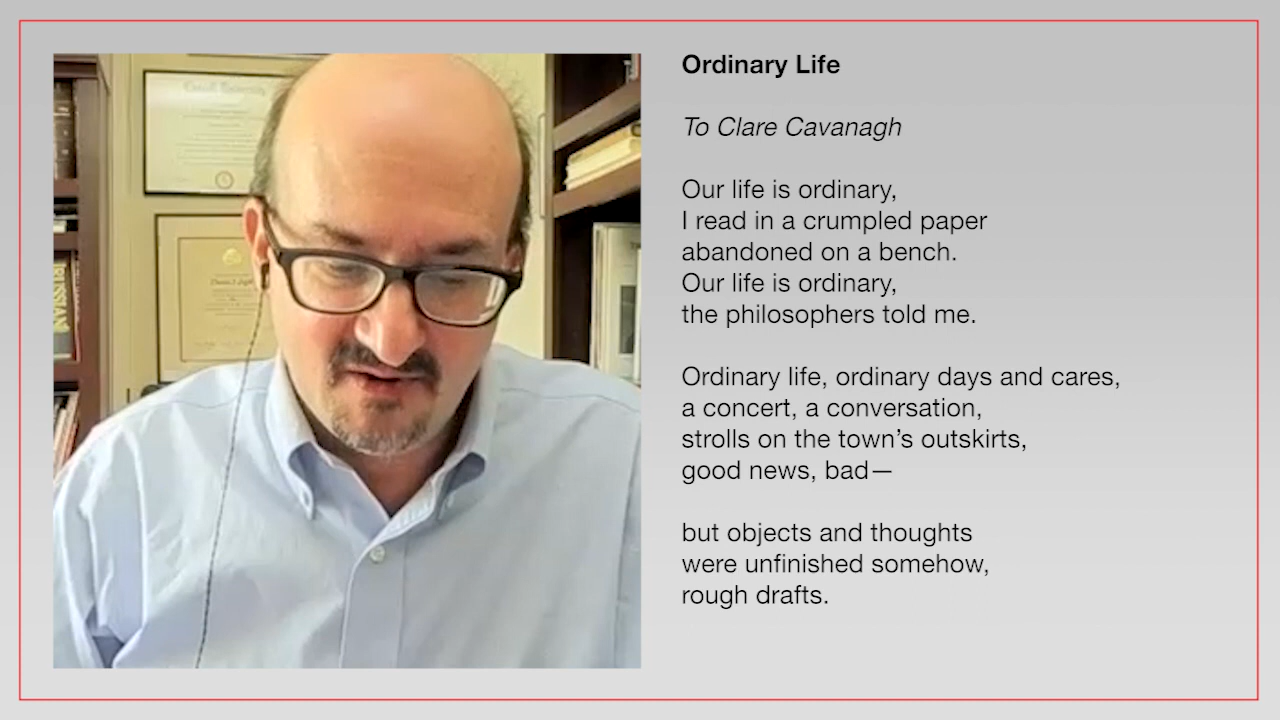 Ordinary Life
To Clare Cavanagh
Our life is ordinary,
I read in a crumpled paper
abandoned on a bench.
Our life is ordinary,
the philosophers told me.
Ordinary life, ordinary days and cares,
a concert, a conversation,
strolls on the town’s outskirts,
good news, bad—
but objects and thoughts
were unfinished somehow,
rough drafts.
RUSSIAN